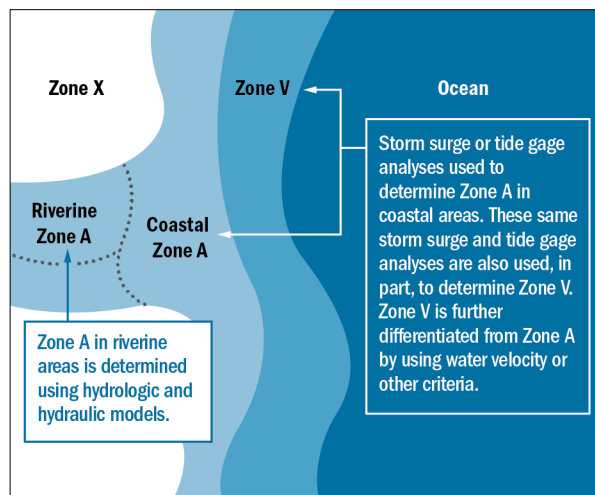 Zone X
Zone V
Ocean
Storm surge or tide gage
analyses used to
determine Zone A in
coastal areas. These same
storm surge and tide gage
analyses are also used, in
part, to determine Zone V.
Zone V is further
differentiated from Zone A
by using water velocity or
other criteria.
Riverine
Zone A
Coastal
Zone A
Zone A in riverine
areas is determined
using hydrologic and
hydraulic models.